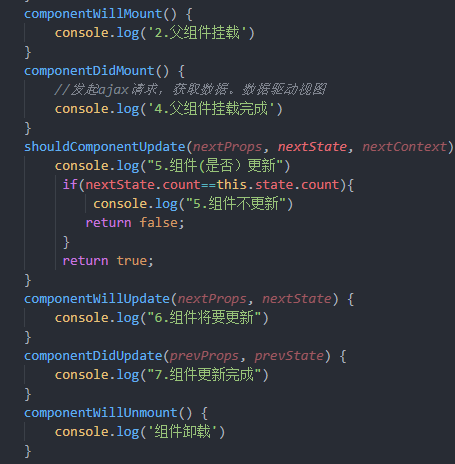 componentWillMount() {
console.log('2.父组件挂载')
}
componentDidMount() {
//发起ajax请求，获取数据。数据驱动视图
console.log('4.父组件挂载完成')
}
shouldComponentUpdate(nextProps, nextState, nextContext)
console.log("5.组件(是否）更新")
if(nextState.count==this.state.count){
console.log("5.组件不更新")
return false;
}
return true;
}
componentWillUpdate(nextProps, nextState) {
console.log("6.组件将要更新")
}
componentDidUpdate(prevProps, prevState) {
console.log("7.组件更新完成")
}
componentWillUnmount() {
console.log('组件卸载')
}